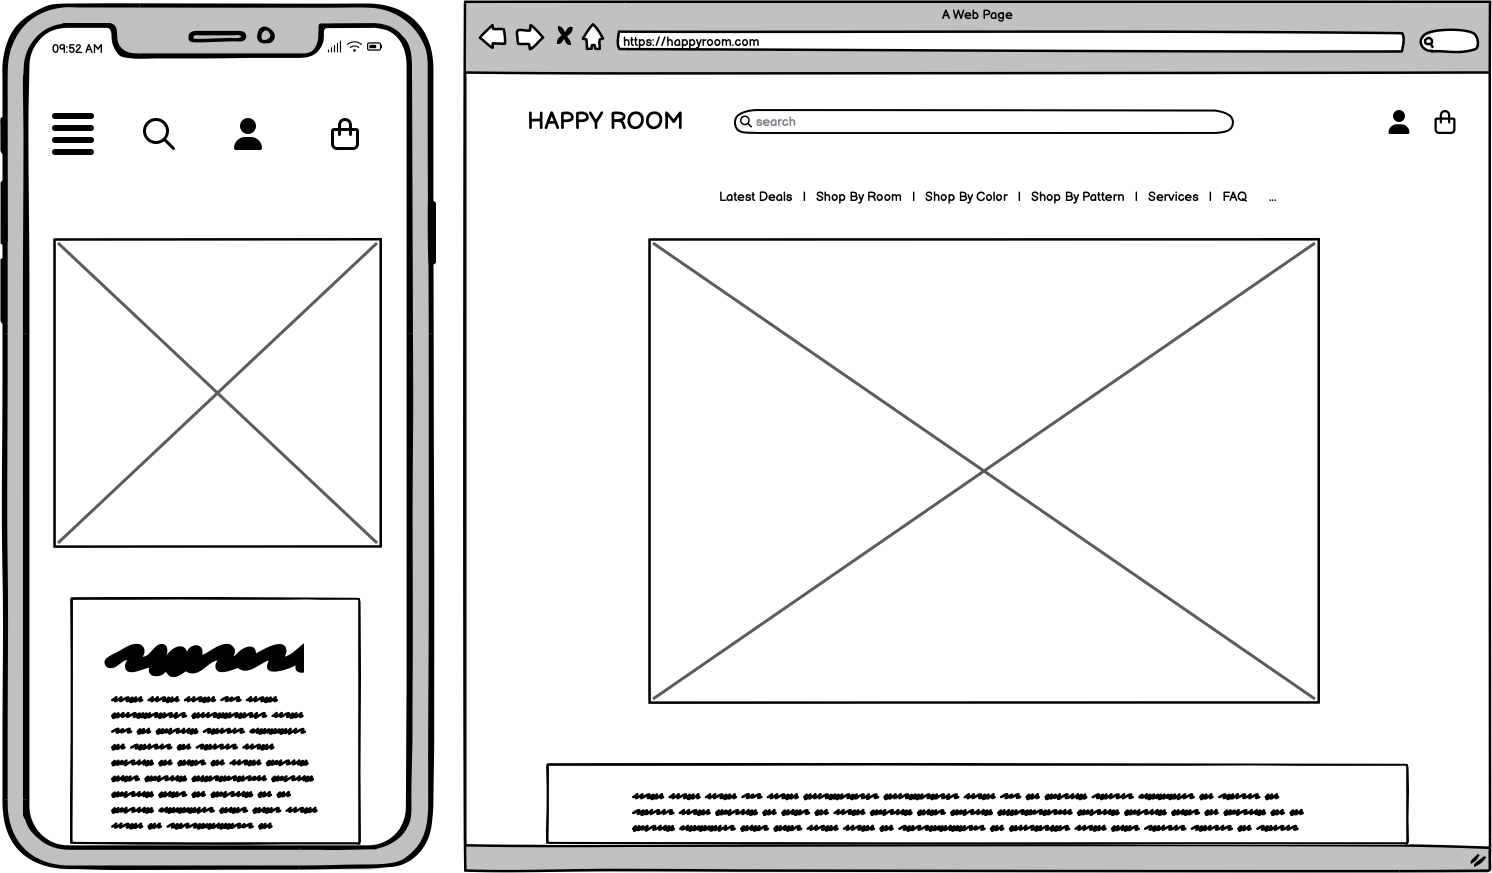 09:52 AM
A Web Page
https://happyroom.com
HAPPY ROOM
search
Latest Deals | Shop By Room | Shop By Color | Shop By Pattern | Services | FAQ ...